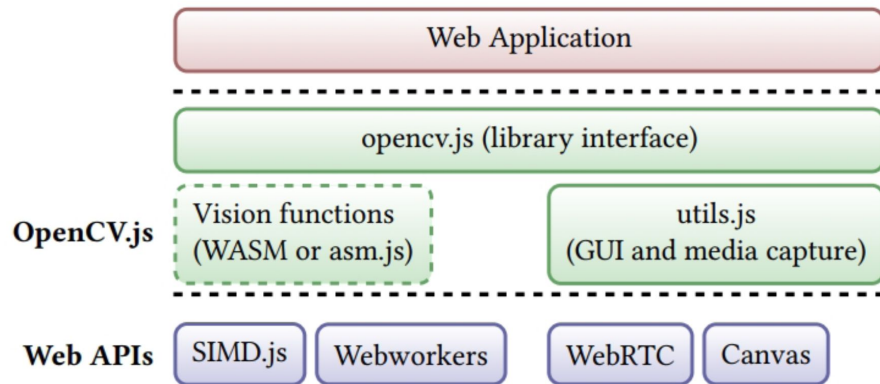 Web Application
opencv.js (library interface)
OpenCV.js
Vision functions
(WASM or asm.js)
utils.js
(GUI and media capture)
Web APIs
SIMD.js
Webworkers
WebRTC
Canvas